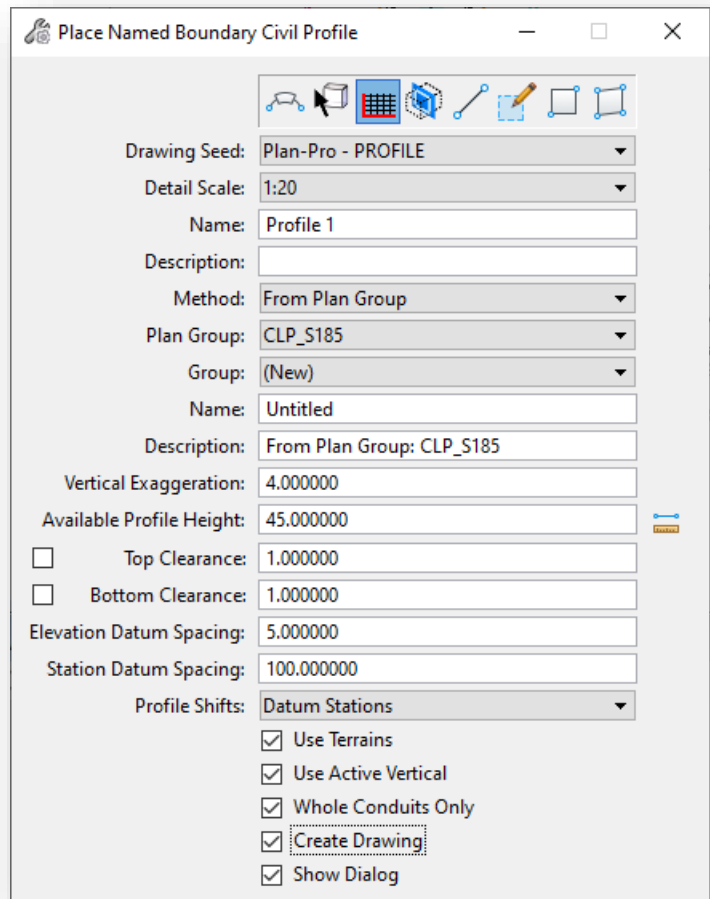 Place Named Boundary Civil Profile
Drawing Seed: Plan-Pro - PROFILE
Detail Scale: 1:20
Name: Profile 1
Description:
Method: From Plan Group
Plan Group: CLP_S185
Group: (New)
Name: Untitled
Description: From Plan Group: CLP_S185
Vertical Exaggeration: 4.000000
Available Profile Height: 45.000000
Top Clearance: 1.000000
Bottom Clearance: 1.000000
Elevation Datum Spacing: 5.000000
Station Datum Spacing: 100.000000
Profile Shifts: Datum Stations
Use Terrains
Use Active Vertical
Whole Conduits Only
Create Drawing
Show Dialog